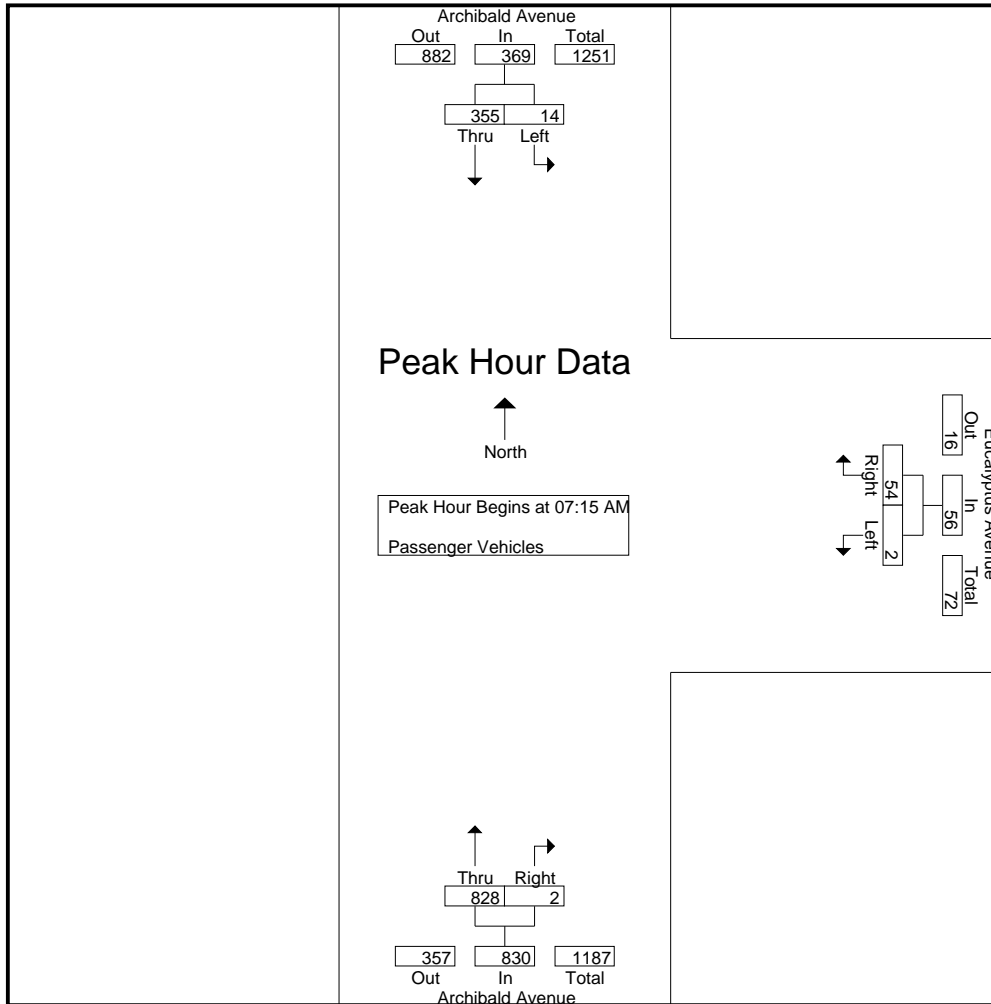 Archibald Avenue
Out In Total
882 369 1251
355 14
Thru Left
Peak Hour Data
North
Peak Hour Begins at 07:15 AM
Passenger Vehicles
Eucalyptus Avenue
Out In Total
16 56 72
54 2
Right Left
Thru Right
828 2
357 830 1187
Out In Total
Archibald Avenue